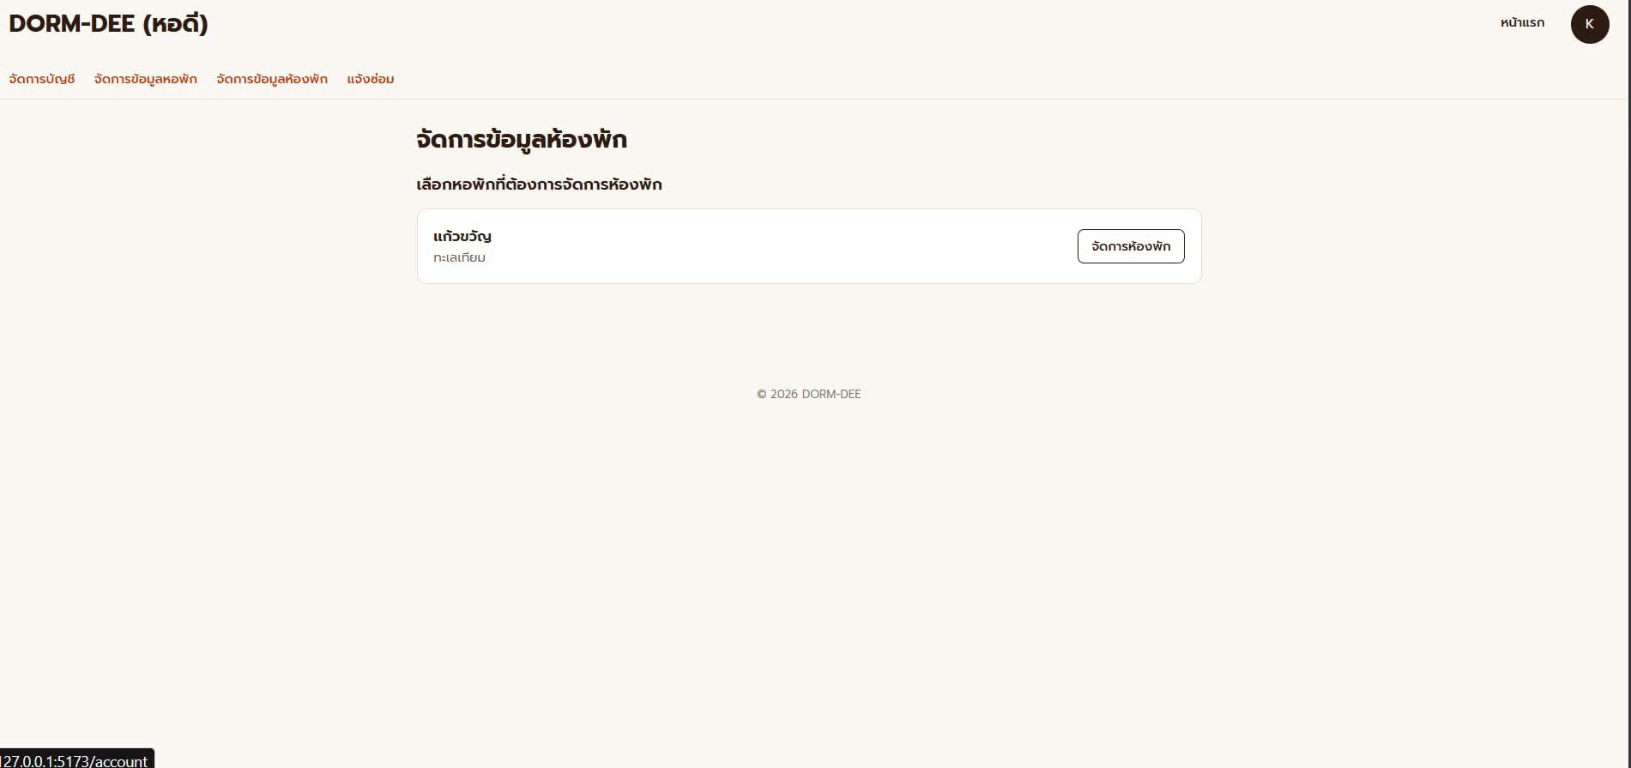 DORM-DEE (หอดี)
หน้าแรก
K
จัดการบัญชี จัดการข้อมูลหอพัก จัดการข้อมูลห้องพัก แจ้งซ่อม
จัดการข้อมูลห้องพัก
เลือกหอพักที่ต้องการจัดการห้องพัก
แก้วขวัญ
ทะเลเทียม
จัดการห้องพัก
© 2026 DORM-DEE
127.0.0.1:5173/account